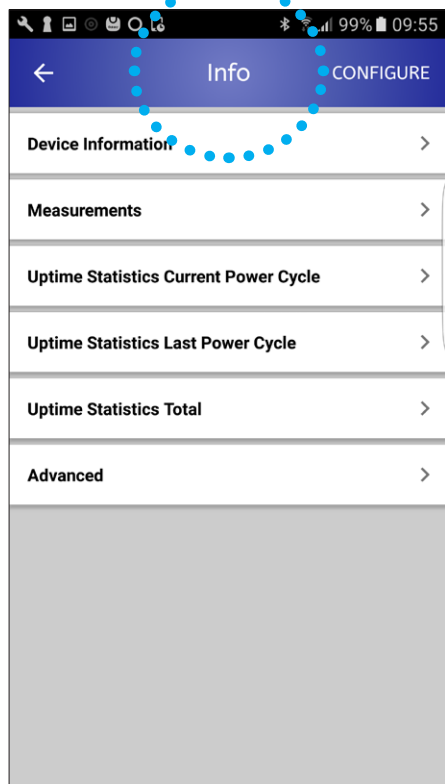 99% 09:55
Info CONFIGURE
Device Information
Measurements
Uptime Statistics Current Power Cycle
Uptime Statistics Last Power Cycle
Uptime Statistics Total
Advanced